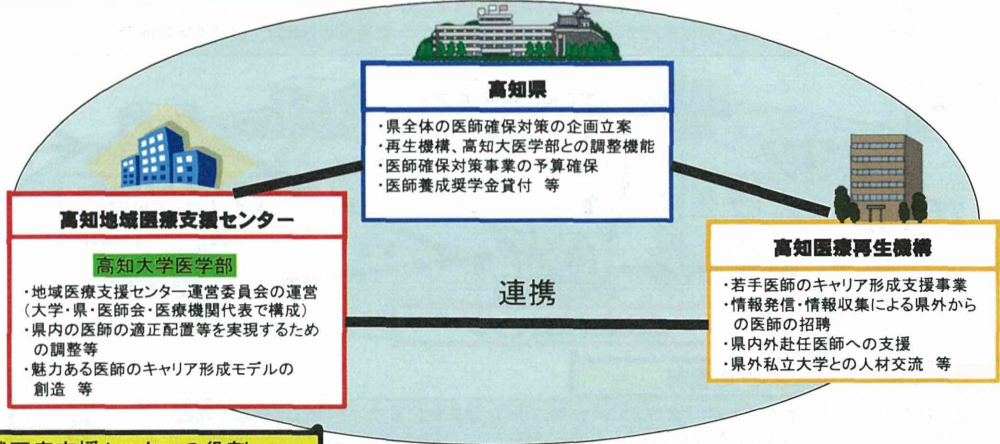 高知県
・県全体の医師確保対策の企画立案
・再生機構、高知大医学部との調整機能
・医師確保対策事業の予算確保
・医師養成奨学金貸付 等
高知地域医療支援センター
高知大学医学部
・地域医療支援センター運営委員会の運営
(大学・県・医師会・医療機関代表で構成)
・県内の医師の適正配置等を実現するため
の調整等
・魅力ある医師のキャリア形成モデルの
創造 等
連携
高知医療再生機構
・若手医師のキャリア形成支援事業
・情報発信・情報収集による県外から
の医師の招聘
・県内外赴任医師への支援
・県外私立大学との人材交流 等